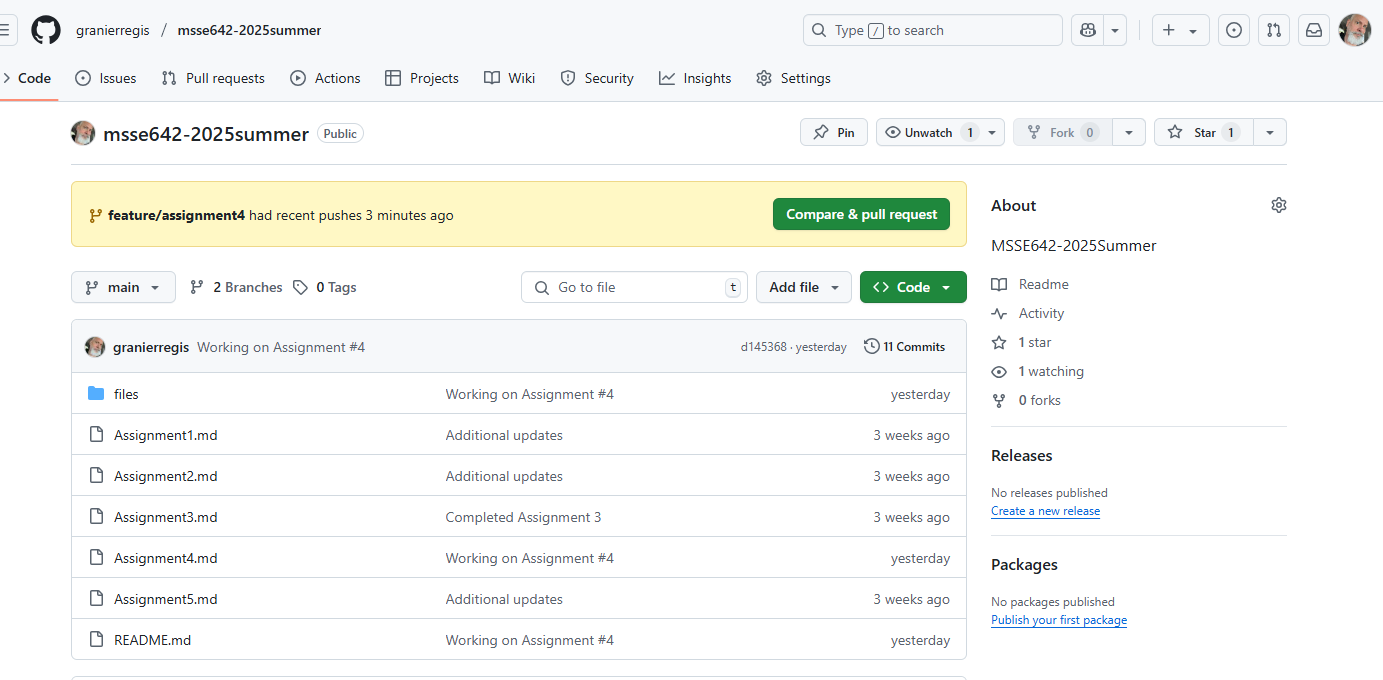 granierregis / msse642-2025summer
Type / to search
Code Issues Pull requests Actions Projects Wiki Security Insights Settings
msse642-2025summer Public
Pin Unwatch 1 Fork 0 Star 1
feature/assignment4 had recent pushes 3 minutes ago
Compare & pull request
main 2 Branches 0 Tags
Go to file t
Add file
<> Code
granierregis Working on Assignment #4 d145368 · yesterday 11 Commits
files Working on Assignment #4 yesterday
Assignment1.md Additional updates 3 weeks ago
Assignment2.md Additional updates 3 weeks ago
Assignment3.md Completed Assignment 3 3 weeks ago
Assignment4.md Working on Assignment #4 yesterday
Assignment5.md Additional updates 3 weeks ago
README.md Working on Assignment #4 yesterday
About
MSSE642-2025Summer
Readme
Activity
1 star
1 watching
0 forks
Releases
No releases published
Create a new release
Packages
No packages published
Publish your first package